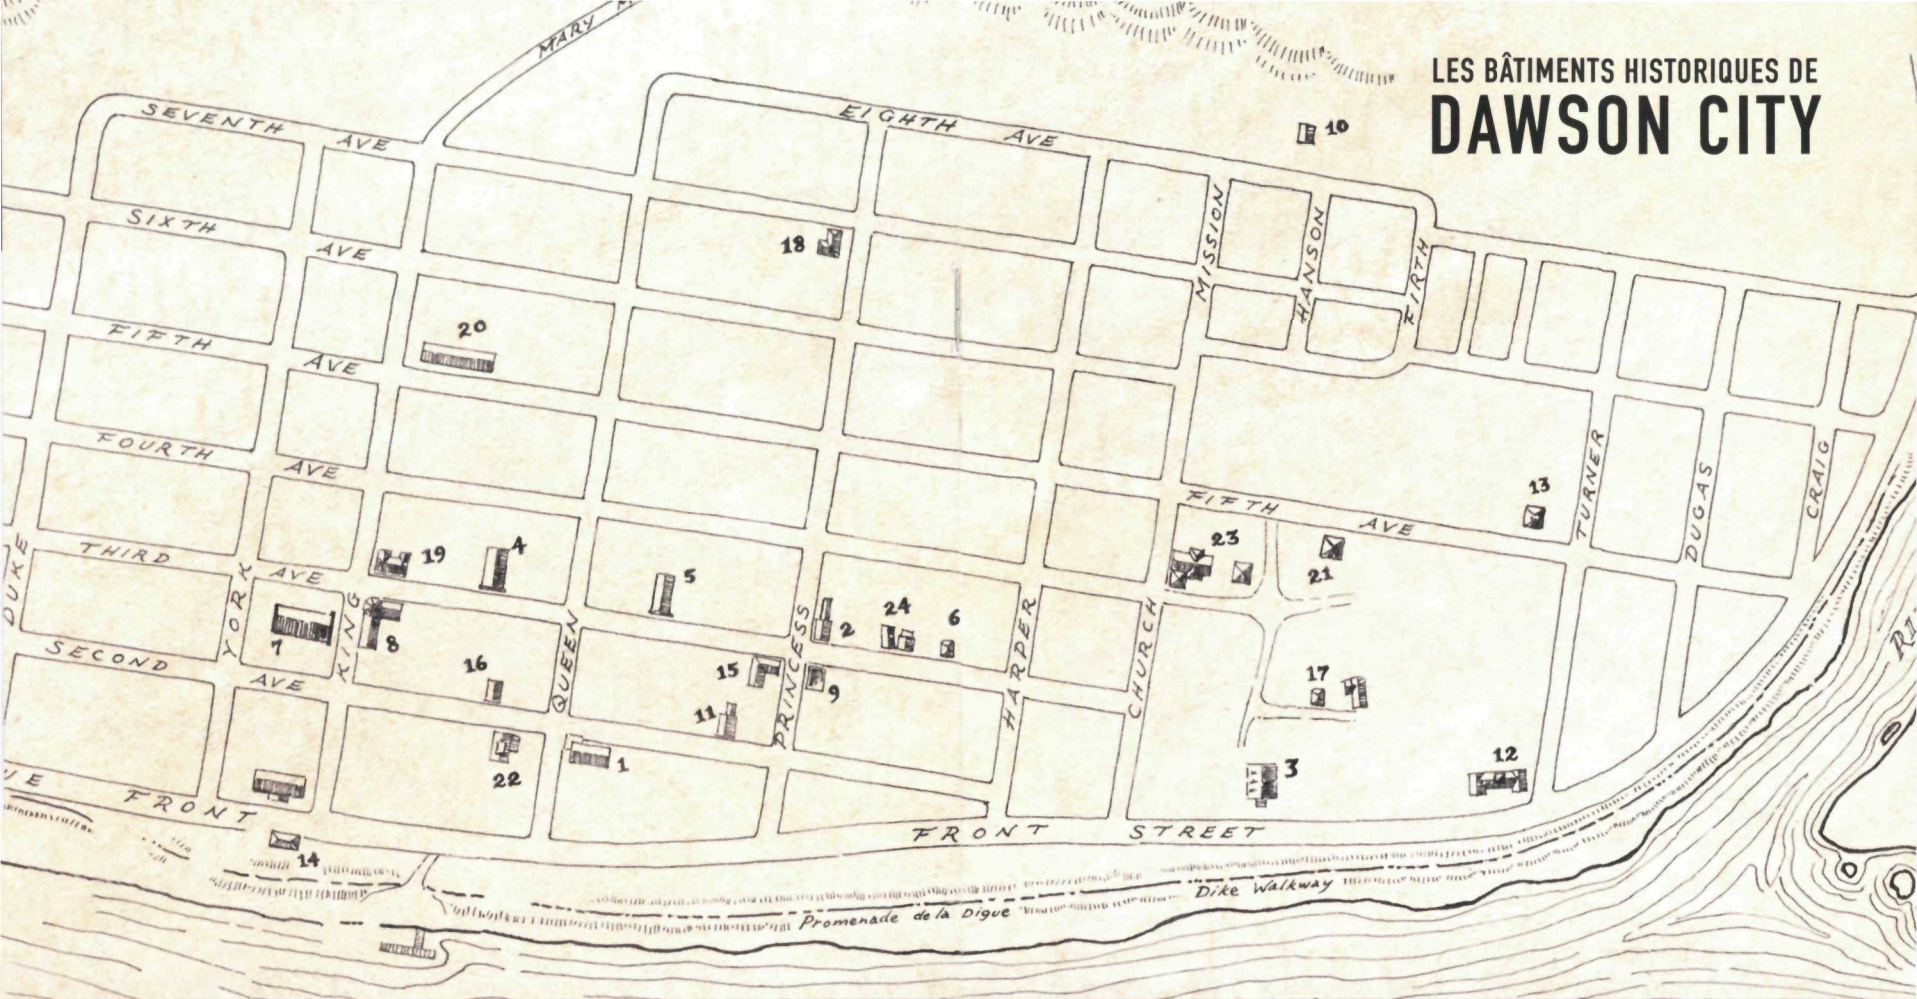 LES BÂTIMENTS HISTORIQUES DE
DAWSON CITY
MARY
SEVENTH AVE
EIGHTH AVE
10
SIXTH AVE
18
MISSION
HANSON
FIRTH
FIFTH AVE
20
FOURTH AVE
FIFTH AVE
13
TURNER
DUGAS
CRAIG
THIRD AVE
19
4
5
23
21
DUKE
YORK
KING
QUEEN
PRINCESS
HARPER
CHURCH
7
8
2
24
6
SECOND AVE
16
15
9
11
17
22
1
3
12
FRONT
14
FRONT STREET
Promenade de la Digue
Dike Walkway